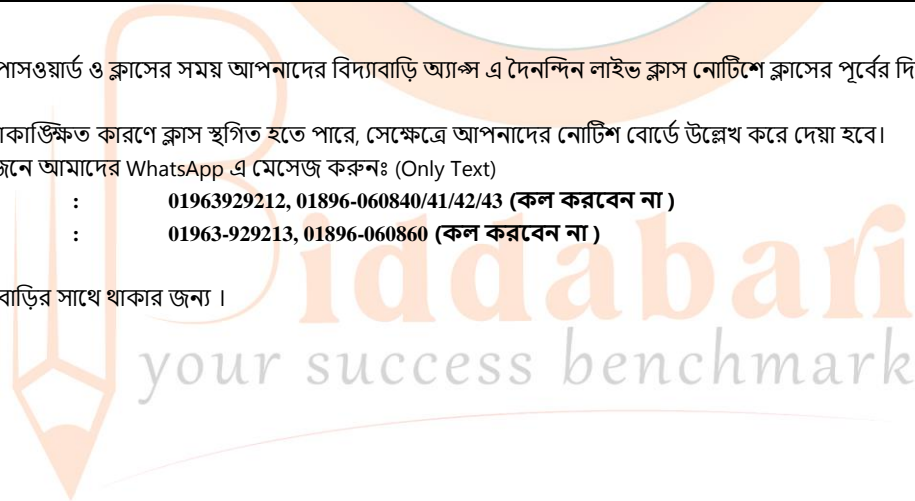 পাসওয়ার্ড ও ক্লাসের সময় আপনাদের বিদ্যাবাড়ি অ্যাপ্স এ দৈনন্দিন লাইভ ক্লাস নোটিশে ক্লাসের পূর্বের দি
াকাঙ্ক্ষিত কারণে ক্লাস স্থগিত হতে পারে, সেক্ষেত্রে আপনাদের নোটিশ বোর্ডে উল্লেখ করে দেয়া হবে।
জনে আমাদের WhatsApp এ মেসেজ করুনঃ (Only Text)
: 01963929212, 01896-060840/41/42/43 (কল করবেন না )
: 01963-929213, 01896-060860 (কল করবেন না )
বাড়ির সাথে থাকার জন্য ।
Biddabari
your success benchmark